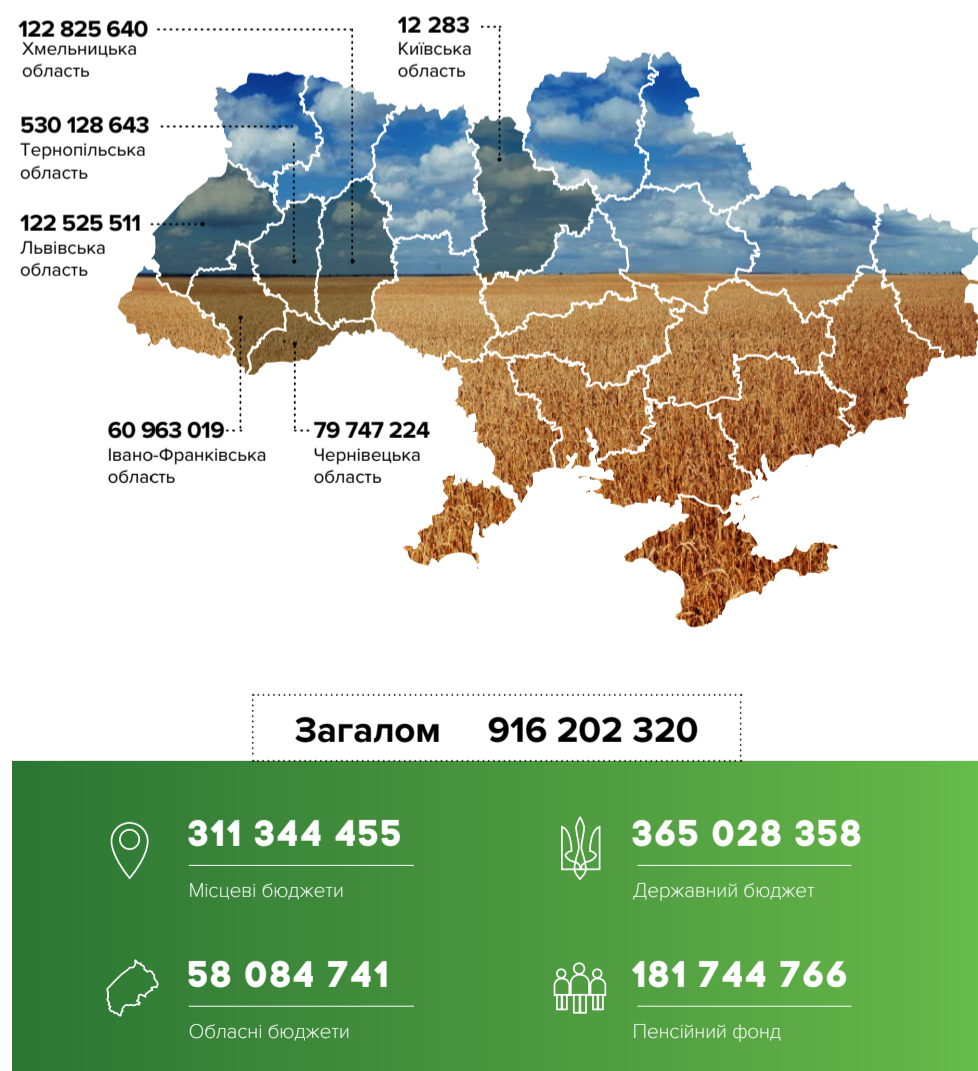 122 825 640
Хмельницька
область
12 283
Київська
область
530 128 643
Тернопільська
область
122 525 511
Львівська
область
60 963 019
Івано-Франківська
область
79 747 224
Чернівецька
область
Загалом 916 202 320
311 344 455
Місцеві бюджети
365 028 358
Державний бюджет
58 084 741
Обласні бюджети
181 744 766
Пенсійний фонд